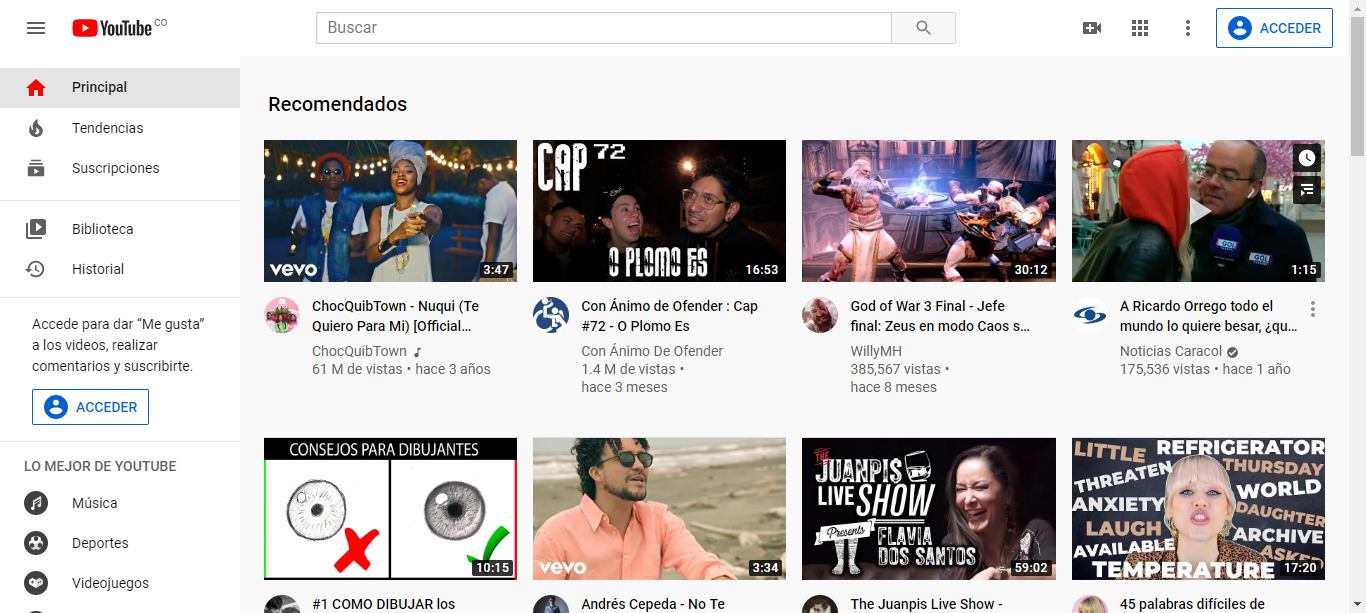 YouTube CO
Buscar
ACCEDER
Principal
Tendencias
Suscripciones
Biblioteca
Historial
Accede para dar “Me gusta”
a los videos, realizar
comentarios y suscribirte.
ACCEDER
LO MEJOR DE YOUTUBE
Música
Deportes
Videojuegos
Recomendados
vevo
3:47
ChocQuibTown - Nuqui (Te
Quiero Para Mi) [Official...
ChocQuibTown
61 M de vistas • hace 3 años
CAP 72
O PLOMO ES
16:53
Con Ánimo de Ofender : Cap
#72 - O Plomo Es
Con Ánimo De Ofender
1.4 M de vistas •
hace 3 meses
30:12
God of War 3 Final - Jefe
final: Zeus en modo Caos s...
WillyMH
385,567 vistas •
hace 8 meses
GOL
GOL
1:15
A Ricardo Orrego todo el
mundo lo quiere besar, ¿qu...
Noticias Caracol
175,536 vistas • hace 1 año
CONSEJOS PARA DIBUJANTES
10:15
#1 COMO DIBUJAR los
vevo
3:34
Andrés Cepeda - No Te
THE
JUANPIS
LIVE SHOW
Presents
FLAVIA
DOS SANTOS
59:02
The Juanpis Live Show -
LITTLE REFRIGERATOR
THREATEN THURSDAY
ANXIETY WORLD
LAUGH DAUGHTER
AVAILABLE ARCHIVE
TEMPERATURE
17:20
45 palabras difíciles de